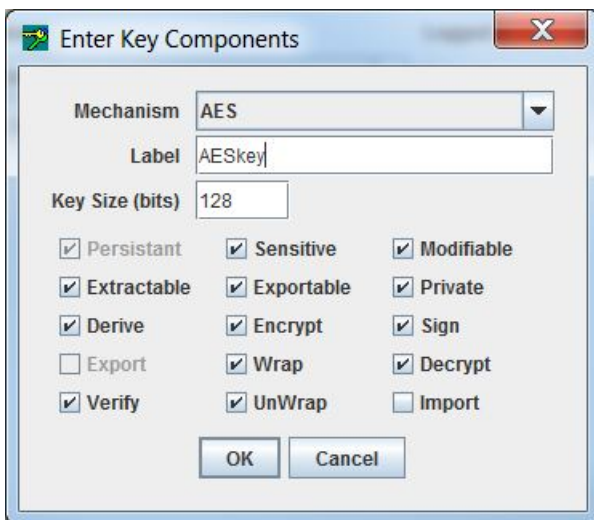 Enter Key Components
Mechanism AES
Label AESkey
Key Size (bits) 128
Persistant Sensitive Modifiable
Extractable Exportable Private
Derive Encrypt Sign
Export Wrap Decrypt
Verify UnWrap Import
OK Cancel